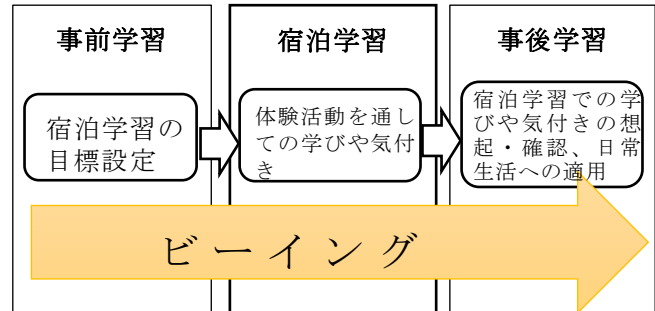 事前学習
宿泊学習の
目標設定
宿泊学習
体験活動を通し
ての学びや気付
き
事後学習
宿泊学習での学
びや気付きの想
起・確認、日常
生活への適用
ビーイング